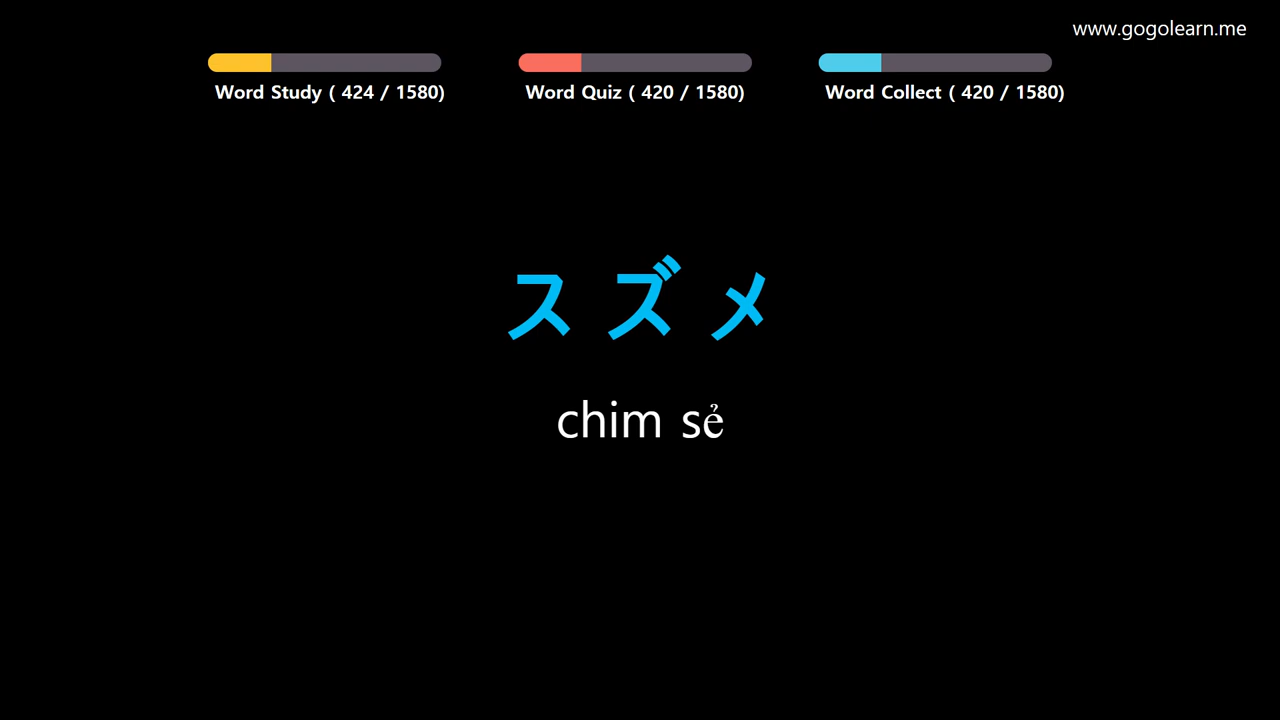 www.gogolearn.me
Word Study ( 424 / 1580)
Word Quiz ( 420 / 1580)
Word Collect ( 420 / 1580)
スズメ
chim sẻ